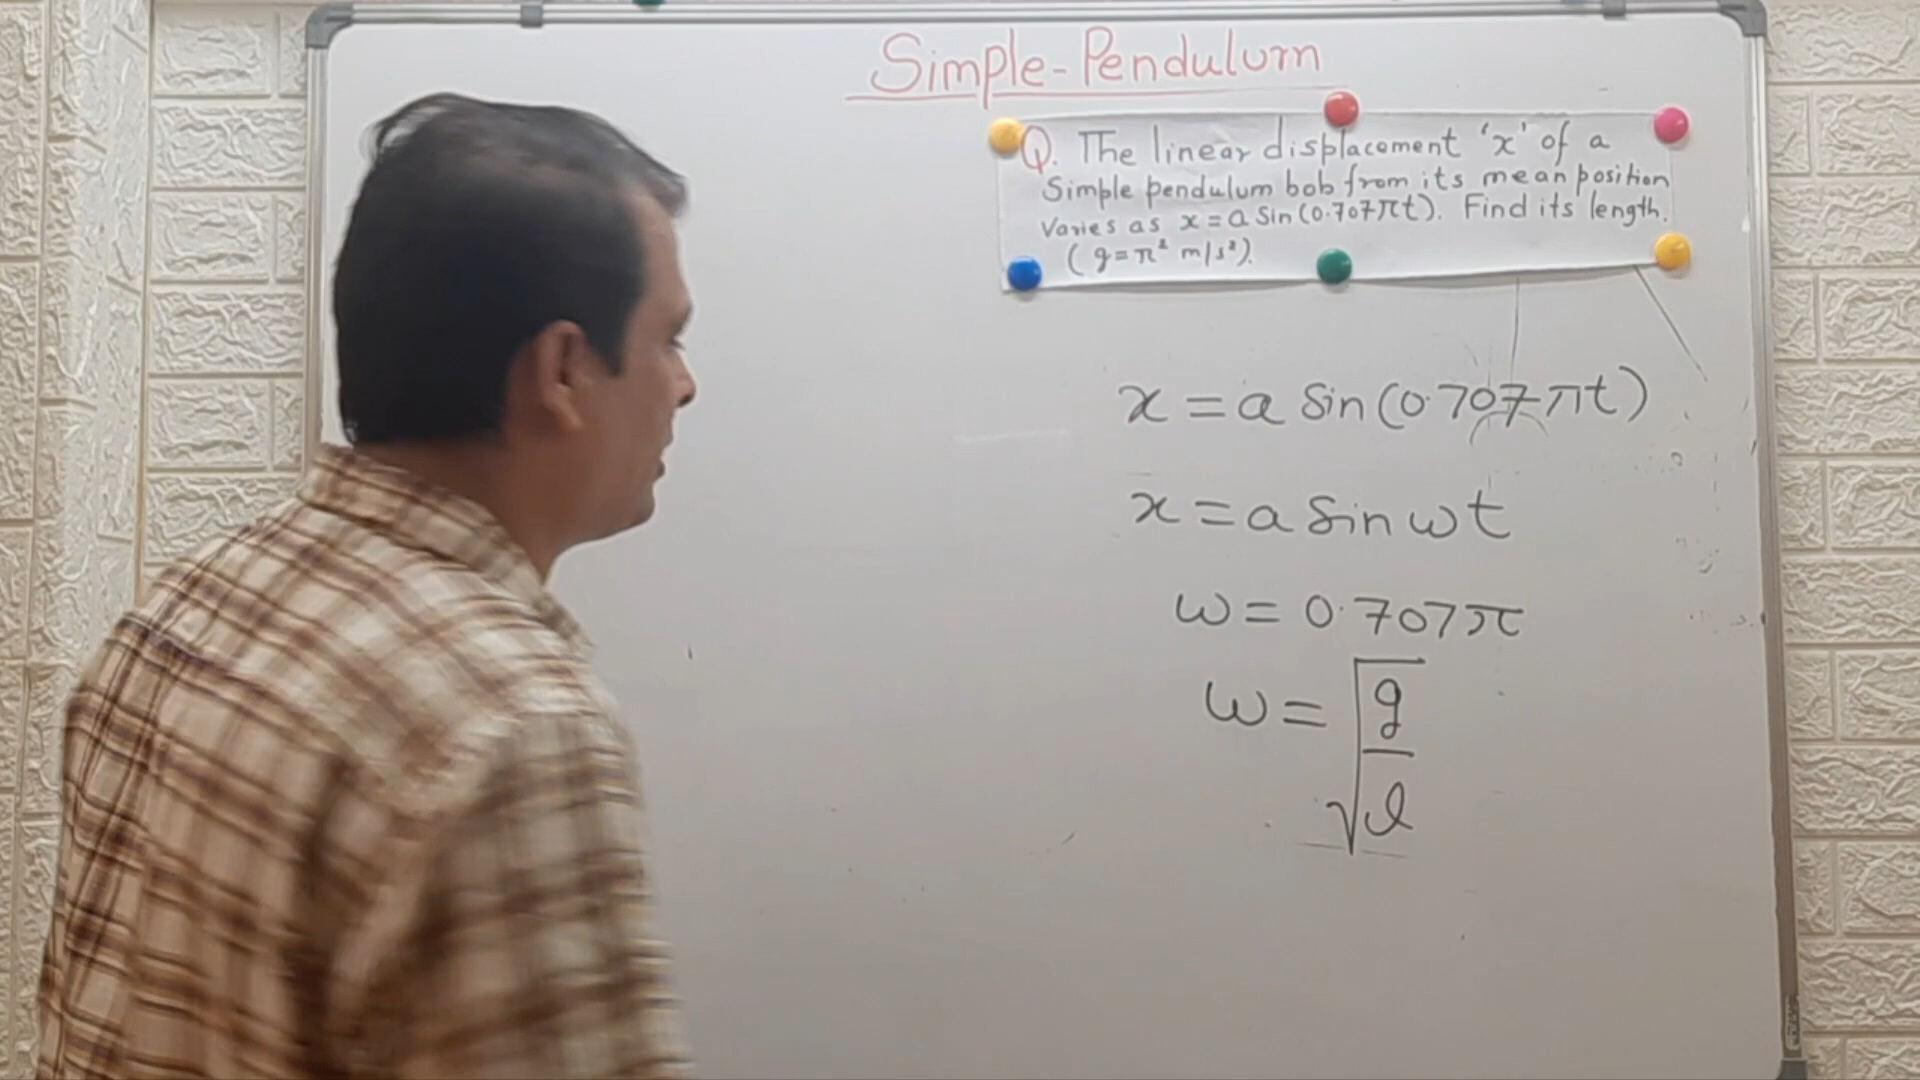 Simple-Pendulum
Q. The linear displacement 'x' of a
Simple pendulum bob from its mean position
Varies as x = a Sin(0.707πt). Find its length.
(g = π² m/s²).
x = a Sin(0.707πt)
x = a Sin ωt
ω = 0.707π
ω = √(g/l)